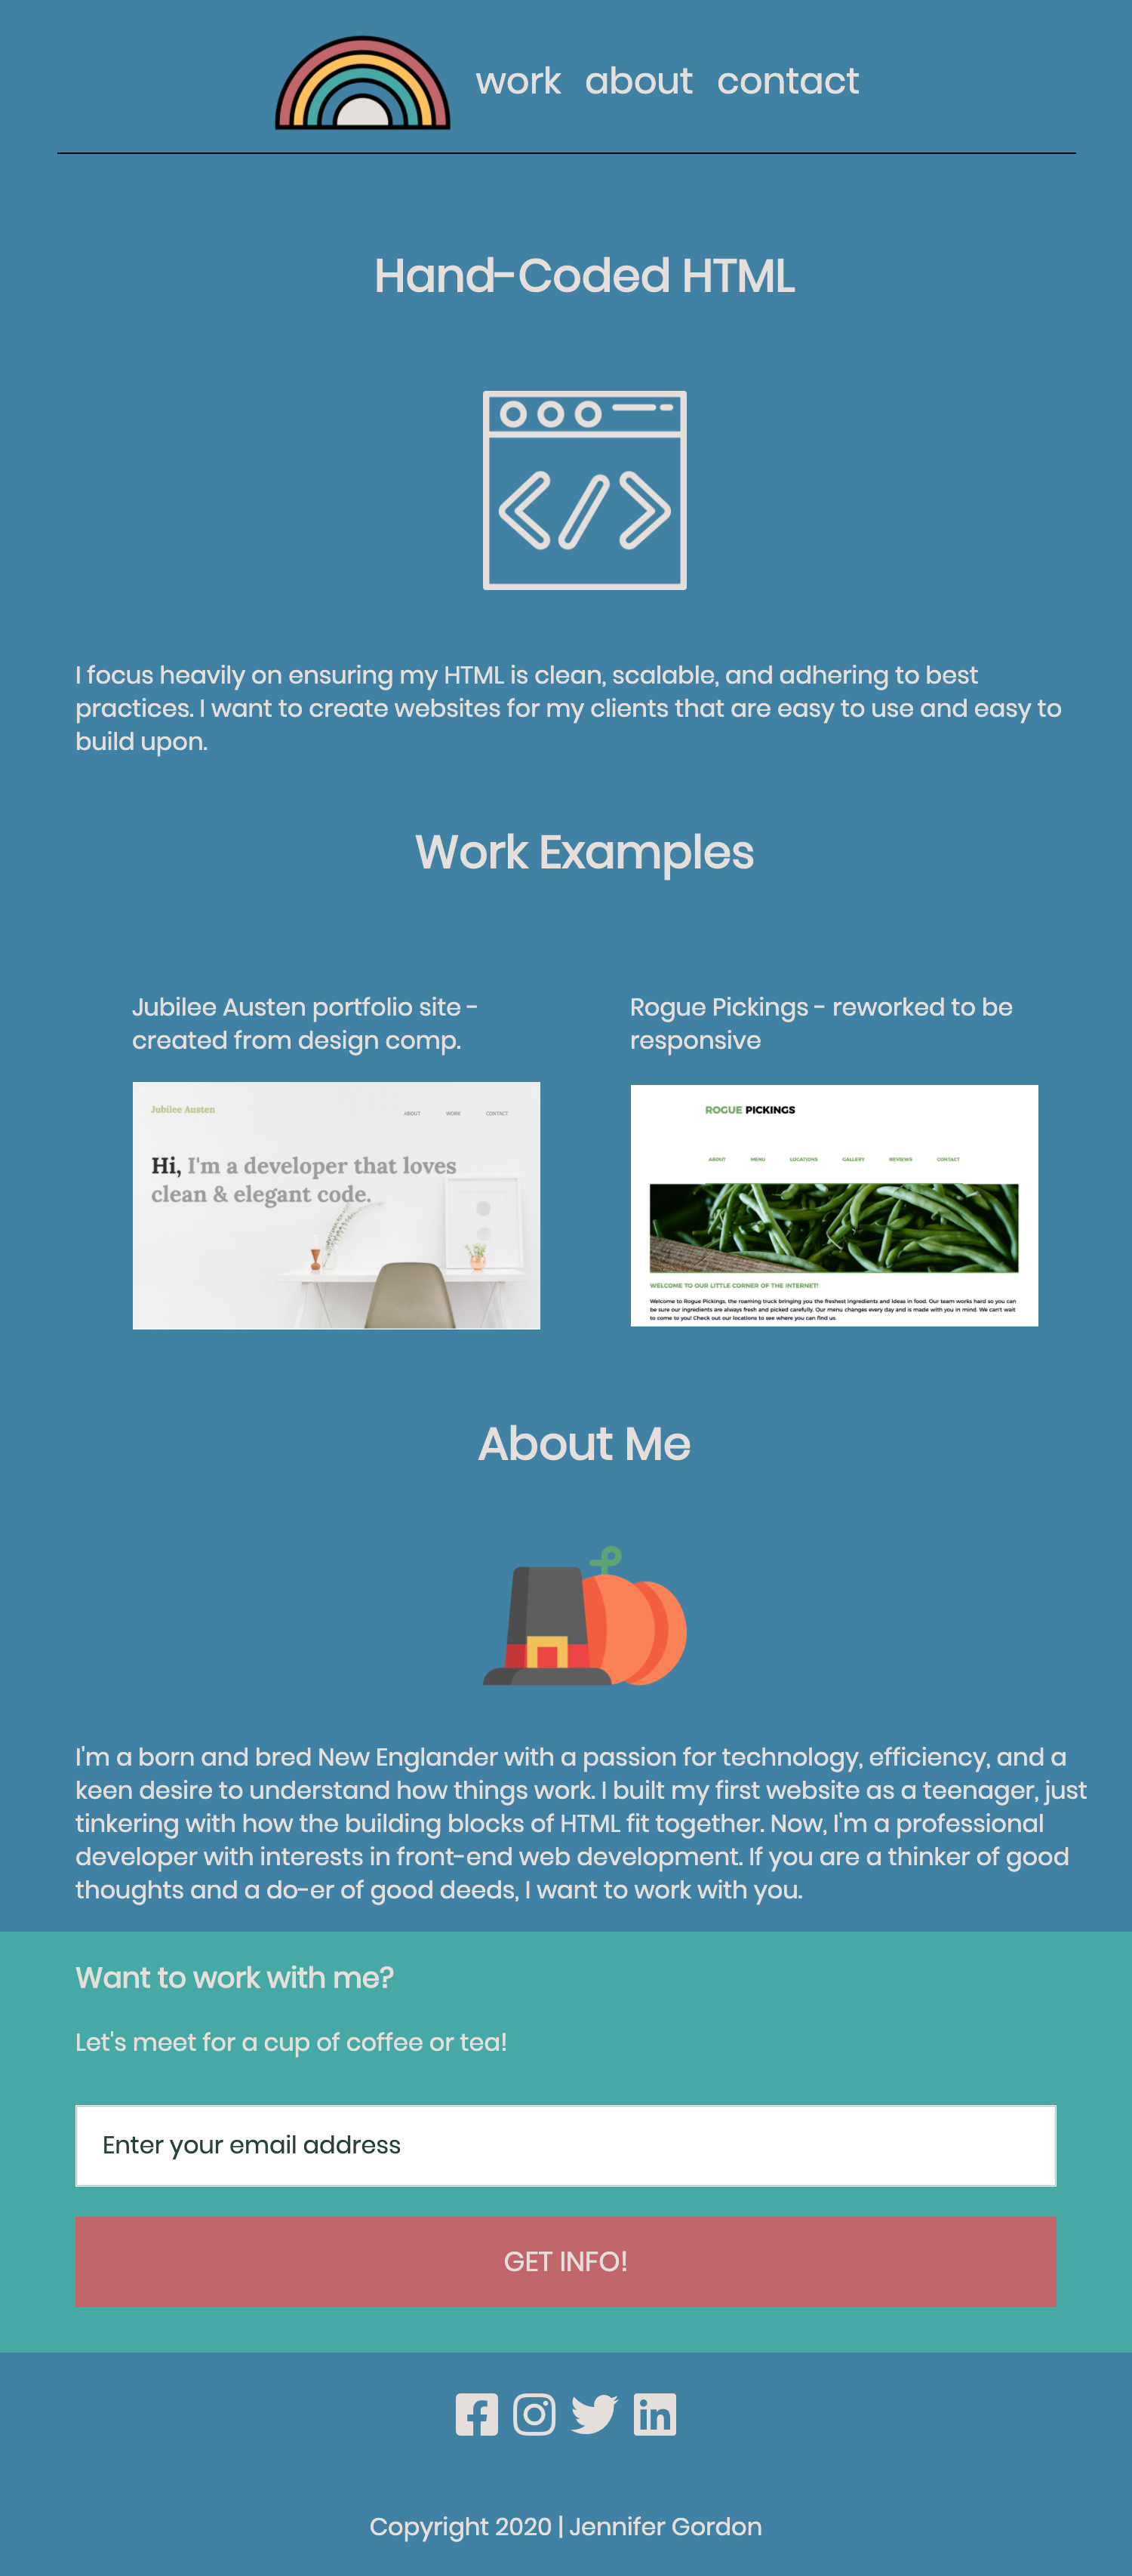 work about contact
Hand-Coded HTML
</>
I focus heavily on ensuring my HTML is clean, scalable, and adhering to best
practices. I want to create websites for my clients that are easy to use and easy to
build upon.
Work Examples
Jubilee Austen portfolio site -
created from design comp.
Jubilee Austen
ABOUT WORK CONTACT
Hi, I'm a developer that loves
clean & elegant code.
Rogue Pickings - reworked to be
responsive
ROGUE PICKINGS
ABOUT MENU LOCATIONS GALLERY REVIEWS CONTACT
WELCOME TO OUR LITTLE CORNER OF THE INTERNET!
Welcome to Rogue Pickings, the roaming truck bringing you the freshest ingredients and ideas in food. Our team works hard so you can
be sure our ingredients are always fresh and picked carefully. Our menu changes every day and is made with you in mind. We can't wait
to come to you! Check out our locations to see where you can find us.
About Me
I'm a born and bred New Englander with a passion for technology, efficiency, and a
keen desire to understand how things work. I built my first website as a teenager, just
tinkering with how the building blocks of HTML fit together. Now, I'm a professional
developer with interests in front-end web development. If you are a thinker of good
thoughts and a do-er of good deeds, I want to work with you.
Want to work with me?
Let's meet for a cup of coffee or tea!
Enter your email address
GET INFO!
Copyright 2020 | Jennifer Gordon